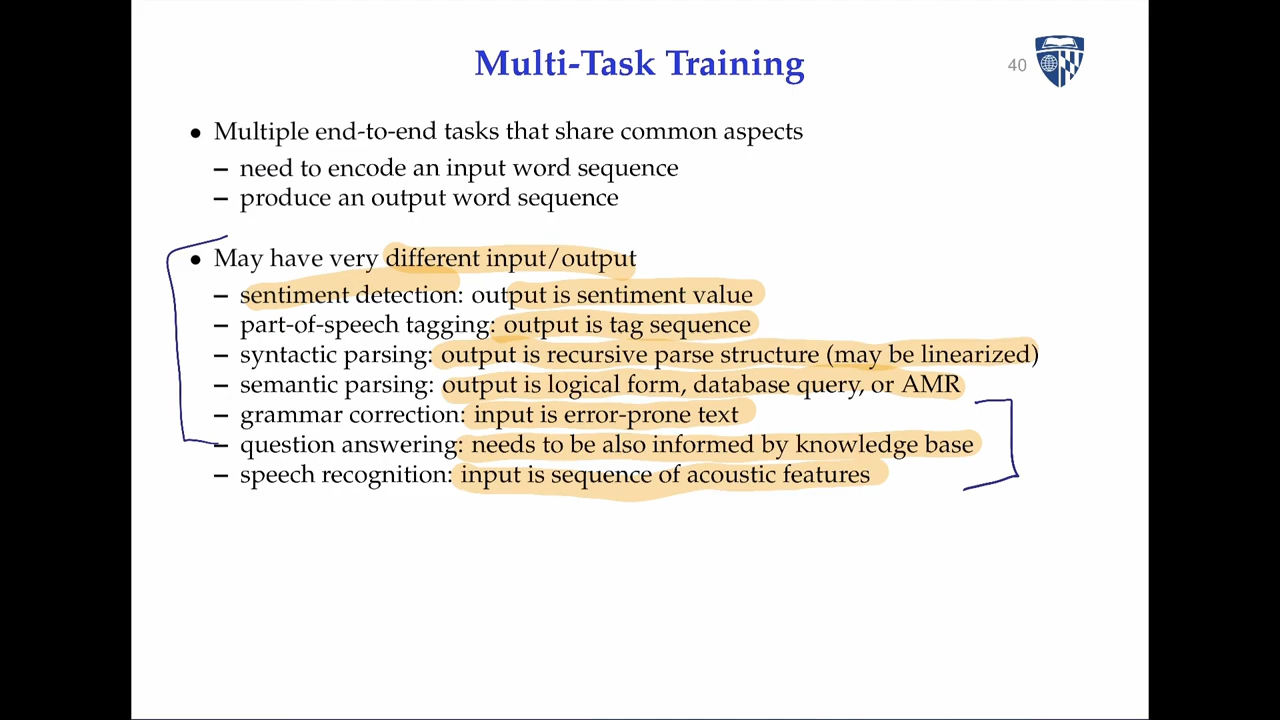 Multi-Task Training
40
• Multiple end-to-end tasks that share common aspects
– need to encode an input word sequence
– produce an output word sequence
• May have very different input/output
– sentiment detection: output is sentiment value
– part-of-speech tagging: output is tag sequence
– syntactic parsing: output is recursive parse structure (may be linearized)
– semantic parsing: output is logical form, database query, or AMR
– grammar correction: input is error-prone text
– question answering: needs to be also informed by knowledge base
– speech recognition: input is sequence of acoustic features